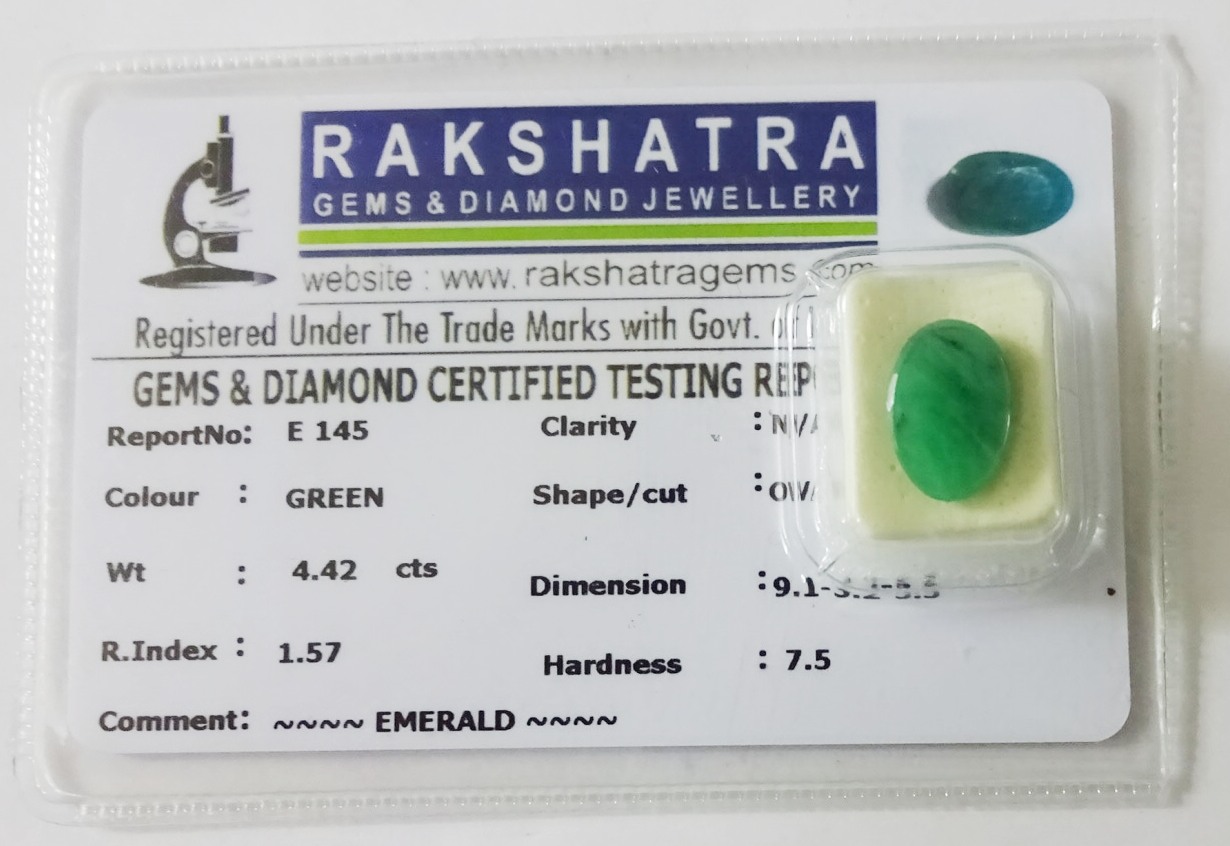 RAKSHATRA
GEMS & DIAMOND JEWELLERY
website : www.rakshatragems.com
Registered Under The Trade Marks with Govt. of
GEMS & DIAMOND CERTIFIED TESTING
ReportNo: E 145
Clarity :
Colour : GREEN
Shape/cut :
Wt : 4.42 cts
Dimension :
R.Index : 1.57
Hardness : 7.5
Comment: ~~~~ EMERALD ~~~~